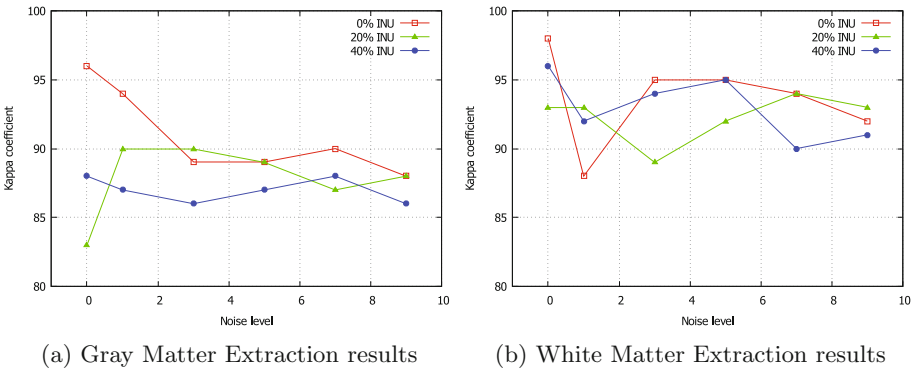 100
95
90
85
80
Kappa coefficient
0% INU
20% INU
40% INU
0 2 4 6 8 10
Noise level
(a) Gray Matter Extraction results
100
95
90
85
80
Kappa coefficient
0% INU
20% INU
40% INU
0 2 4 6 8 10
Noise level
(b) White Matter Extraction results